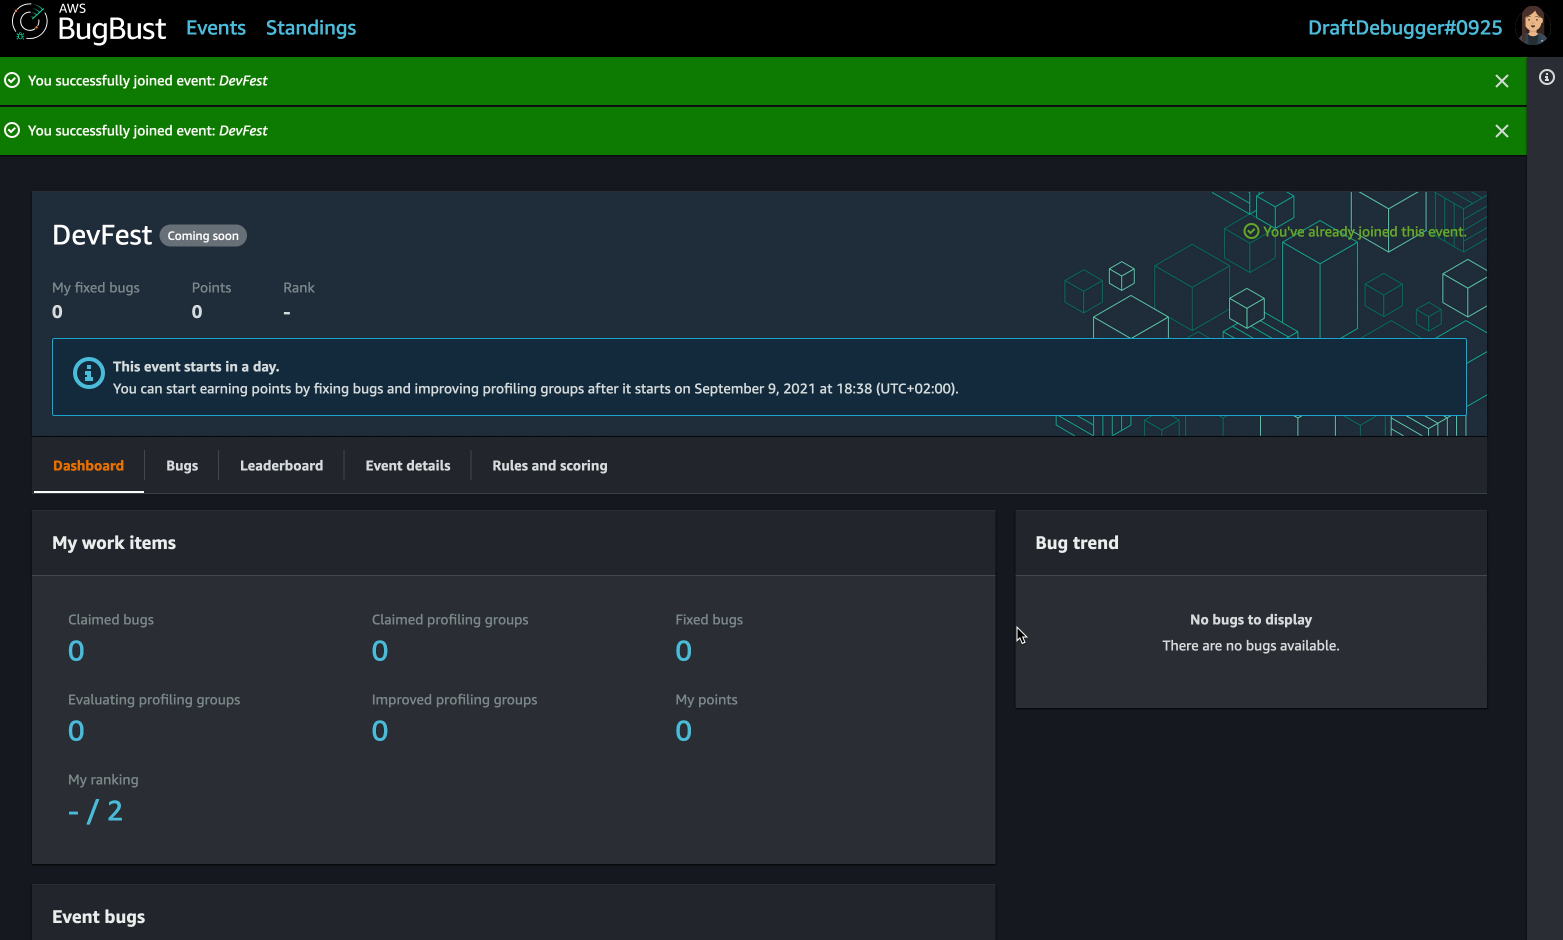 AWS
BugBust
Events
Standings
DraftDebugger#0925
You successfully joined event: DevFest
You successfully joined event: DevFest
DevFest
Coming soon
You've already joined this event.
My fixed bugs
0
Points
0
Rank
-
This event starts in a day.
You can start earning points by fixing bugs and improving profiling groups after it starts on September 9, 2021 at 18:38 (UTC+02:00).
Dashboard
Bugs
Leaderboard
Event details
Rules and scoring
My work items
Claimed bugs
0
Claimed profiling groups
0
Fixed bugs
0
Evaluating profiling groups
0
Improved profiling groups
0
My points
0
My ranking
- / 2
Bug trend
No bugs to display
There are no bugs available.
Event bugs